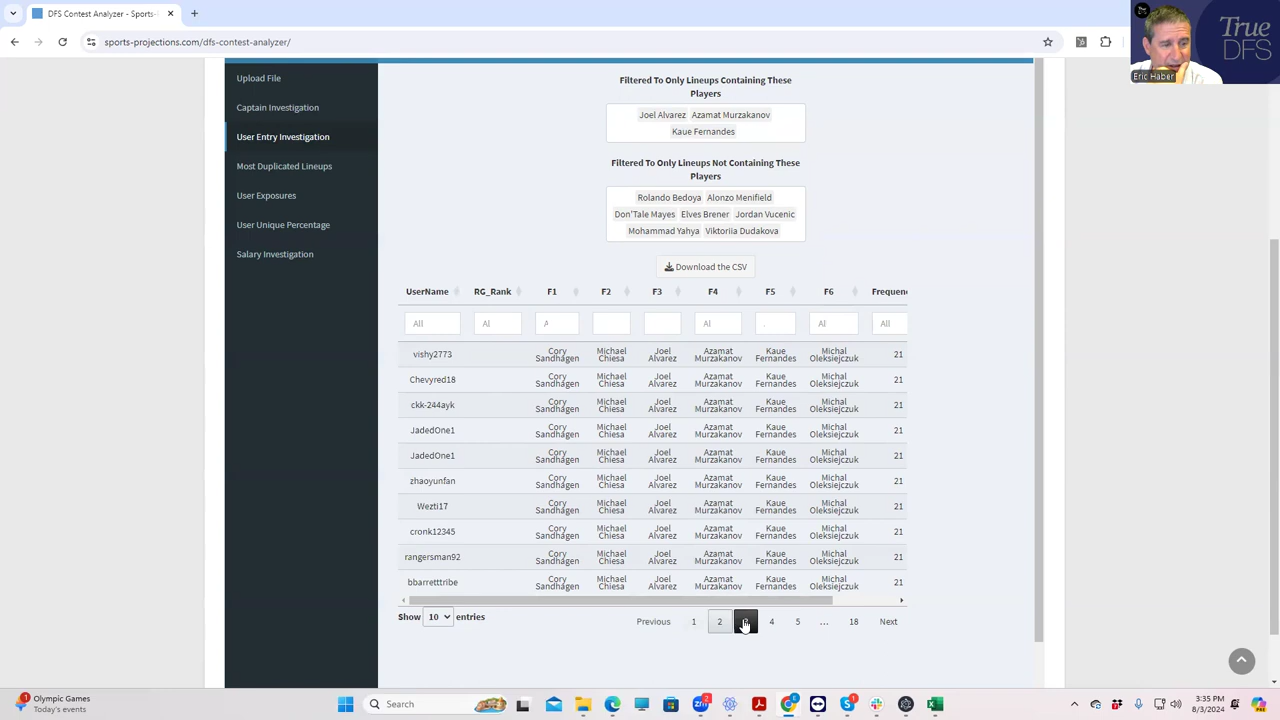 DFS Contest Analyzer - Sports-
sports-projections.com/dfs-contest-analyzer/
True
DFS
Eric Haber
Upload File
Captain Investigation
User Entry Investigation
Most Duplicated Lineups
User Exposures
User Unique Percentage
Salary Investigation
Filtered To Only Lineups Containing These
Players
Joel Alvarez Azamat Murzakanov
Kaue Fernandes
Filtered To Only Lineups Not Containing These
Players
Rolando Bedoya Alonzo Menifield
Don'Tale Mayes Elves Brener Jordan Vucenic
Mohammad Yahya Viktoriia Dudakova
Download the CSV
UserName RG_Rank F1 F2 F3 F4 F5 F6 Frequen
All Al A Al . Al All
vishy2773 Cory Sandhagen Michael Chiesa Joel Alvarez Azamat Murzakanov Kaue Fernandes Michal Oleksiejczuk 21
Chevyred18 Cory Sandhagen Michael Chiesa Joel Alvarez Azamat Murzakanov Kaue Fernandes Michal Oleksiejczuk 21
ckk-244ayk Cory Sandhagen Michael Chiesa Joel Alvarez Azamat Murzakanov Kaue Fernandes Michal Oleksiejczuk 21
JadedOne1 Cory Sandhagen Michael Chiesa Joel Alvarez Azamat Murzakanov Kaue Fernandes Michal Oleksiejczuk 21
JadedOne1 Cory Sandhagen Michael Chiesa Joel Alvarez Azamat Murzakanov Kaue Fernandes Michal Oleksiejczuk 21
zhaoyunfan Cory Sandhagen Michael Chiesa Joel Alvarez Azamat Murzakanov Kaue Fernandes Michal Oleksiejczuk 21
Wezti17 Cory Sandhagen Michael Chiesa Joel Alvarez Azamat Murzakanov Kaue Fernandes Michal Oleksiejczuk 21
cronk12345 Cory Sandhagen Michael Chiesa Joel Alvarez Azamat Murzakanov Kaue Fernandes Michal Oleksiejczuk 21
rangersman92 Cory Sandhagen Michael Chiesa Joel Alvarez Azamat Murzakanov Kaue Fernandes Michal Oleksiejczuk 21
bbarretttribe Cory Sandhagen Michael Chiesa Joel Alvarez Azamat Murzakanov Kaue Fernandes Michal Oleksiejczuk 21
Show 10 entries
Previous 1 2 4 5 ... 18 Next
Olympic Games
Today's events
Search
3:35 PM
8/3/2024